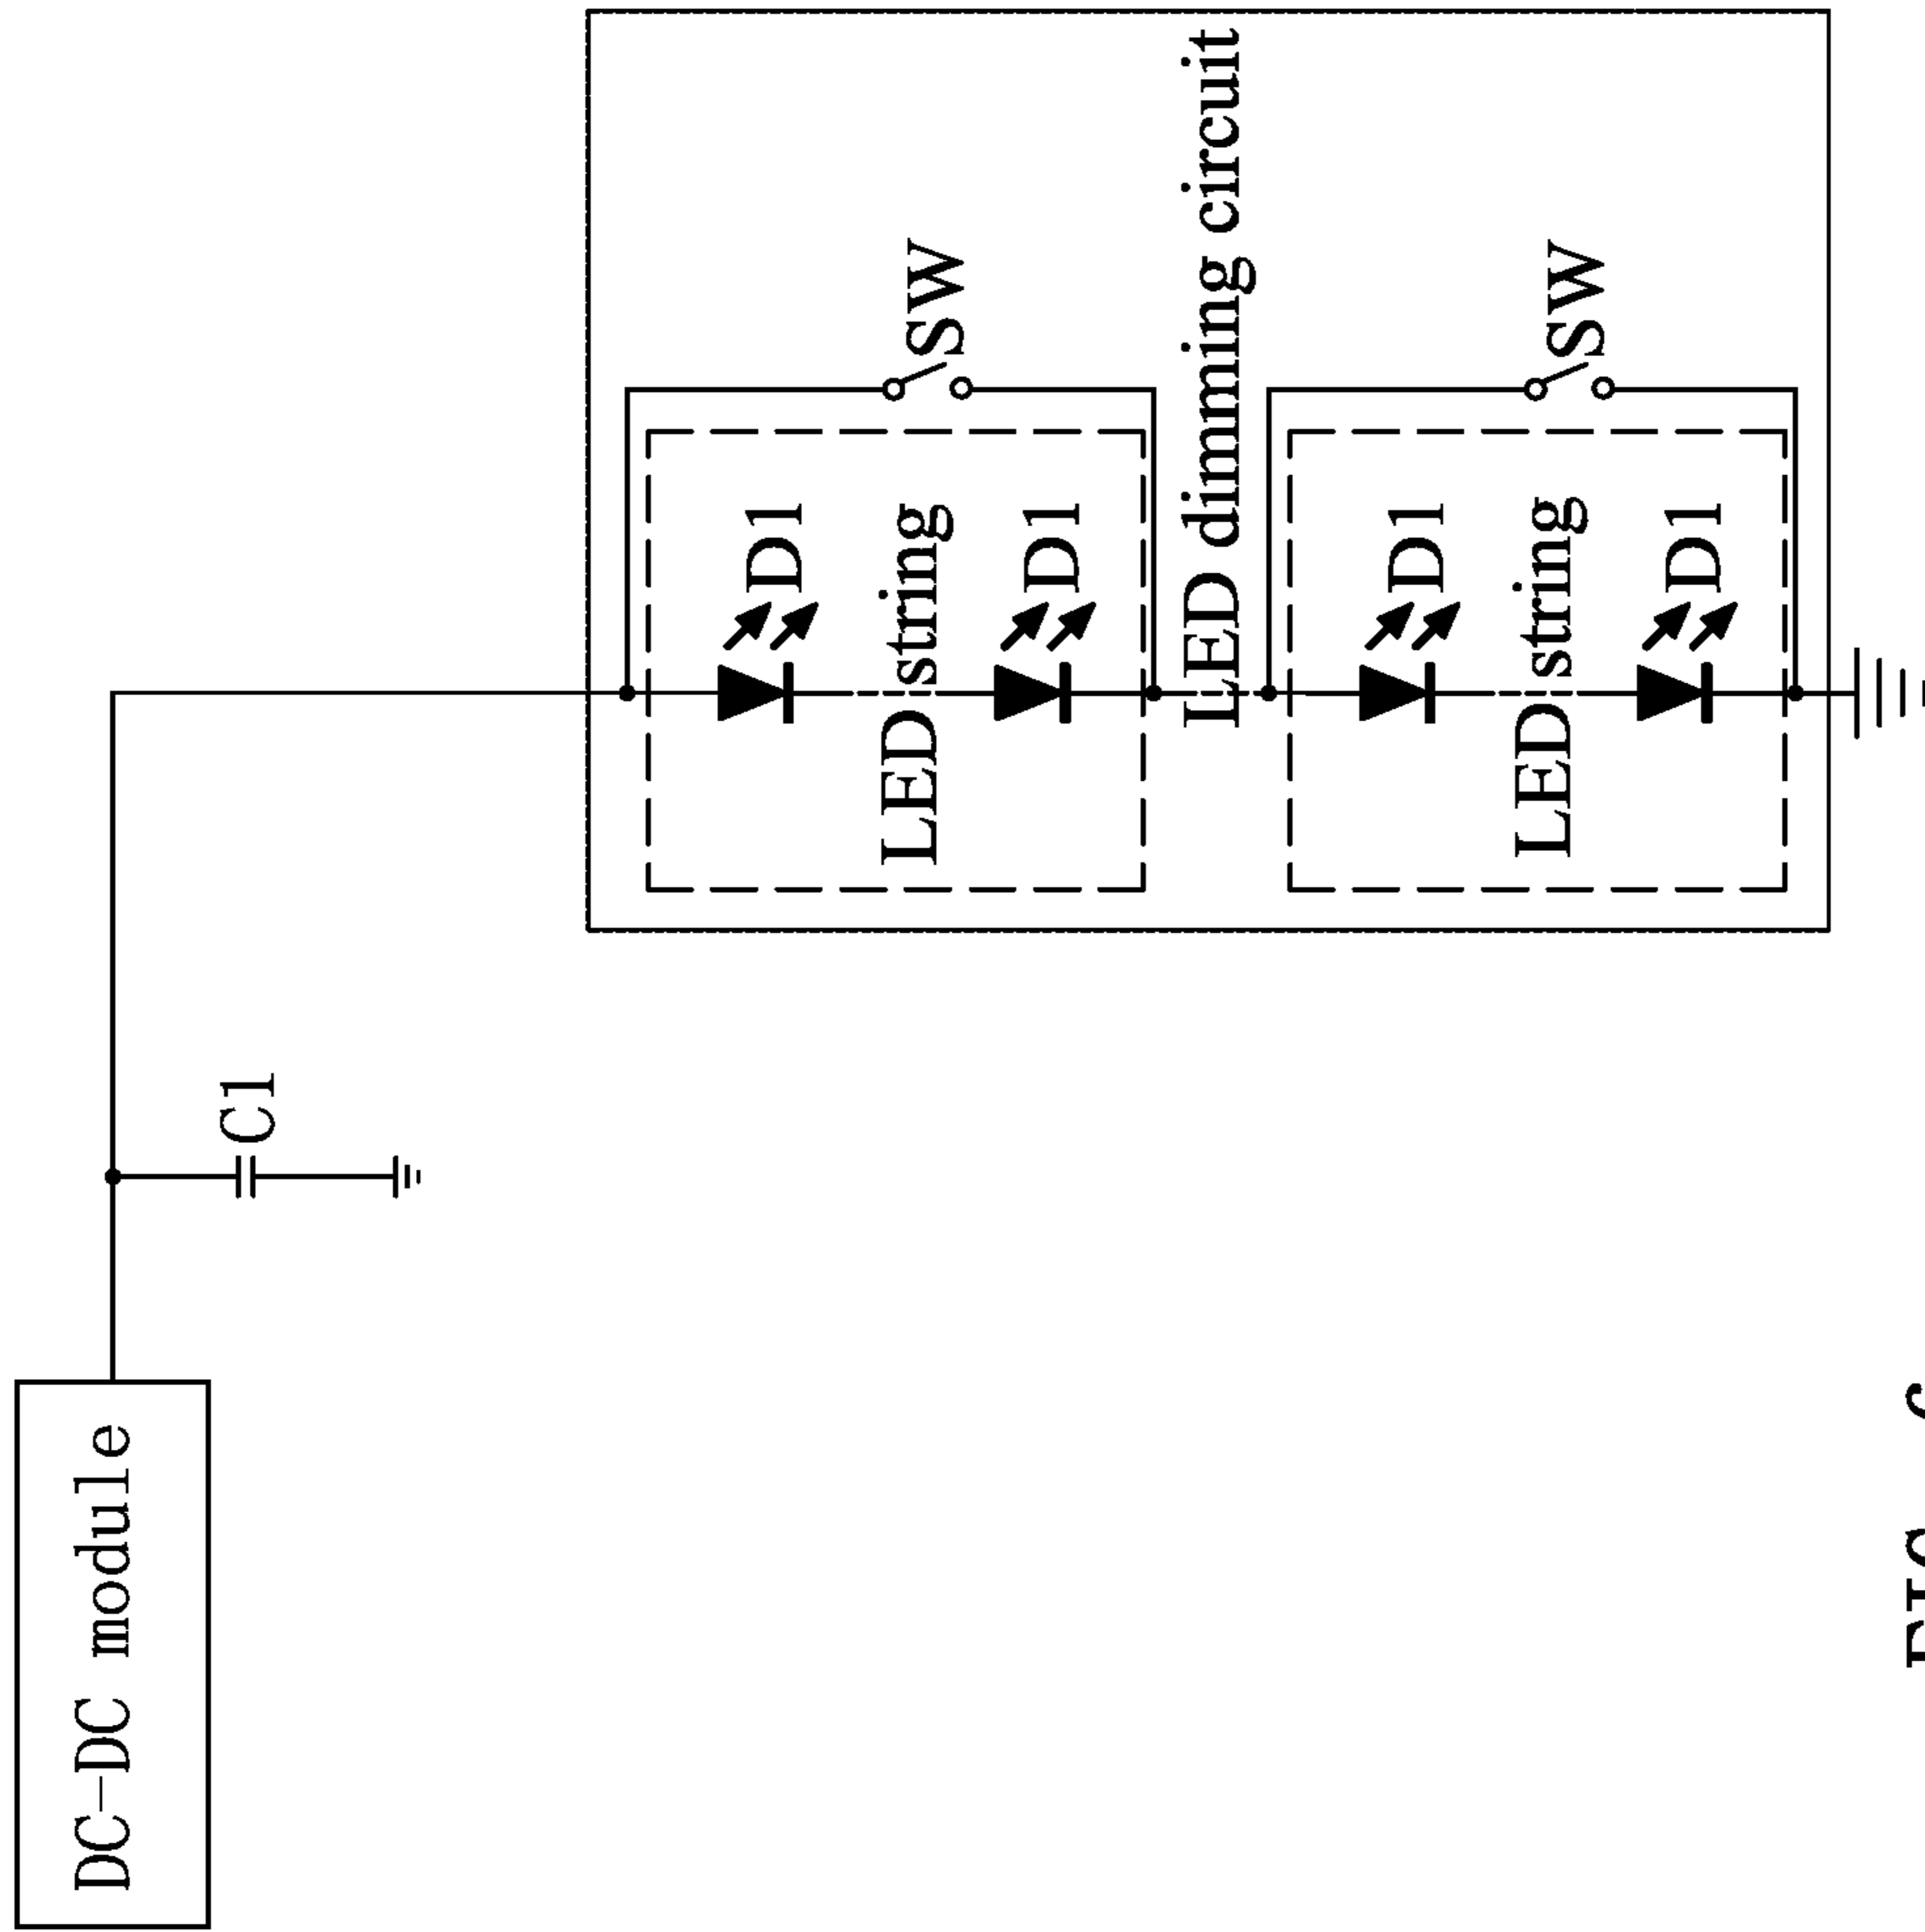 DC-DC module
C1
D1
LED string
D1
SW
LED dimming circuit
D1
LED string
D1
SW